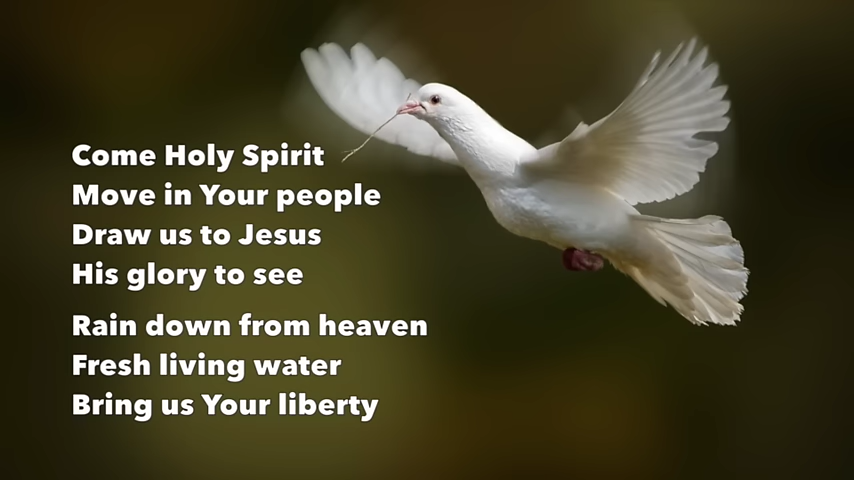 Come Holy Spirit
Move in Your people
Draw us to Jesus
His glory to see
Rain down from heaven
Fresh living water
Bring us Your liberty